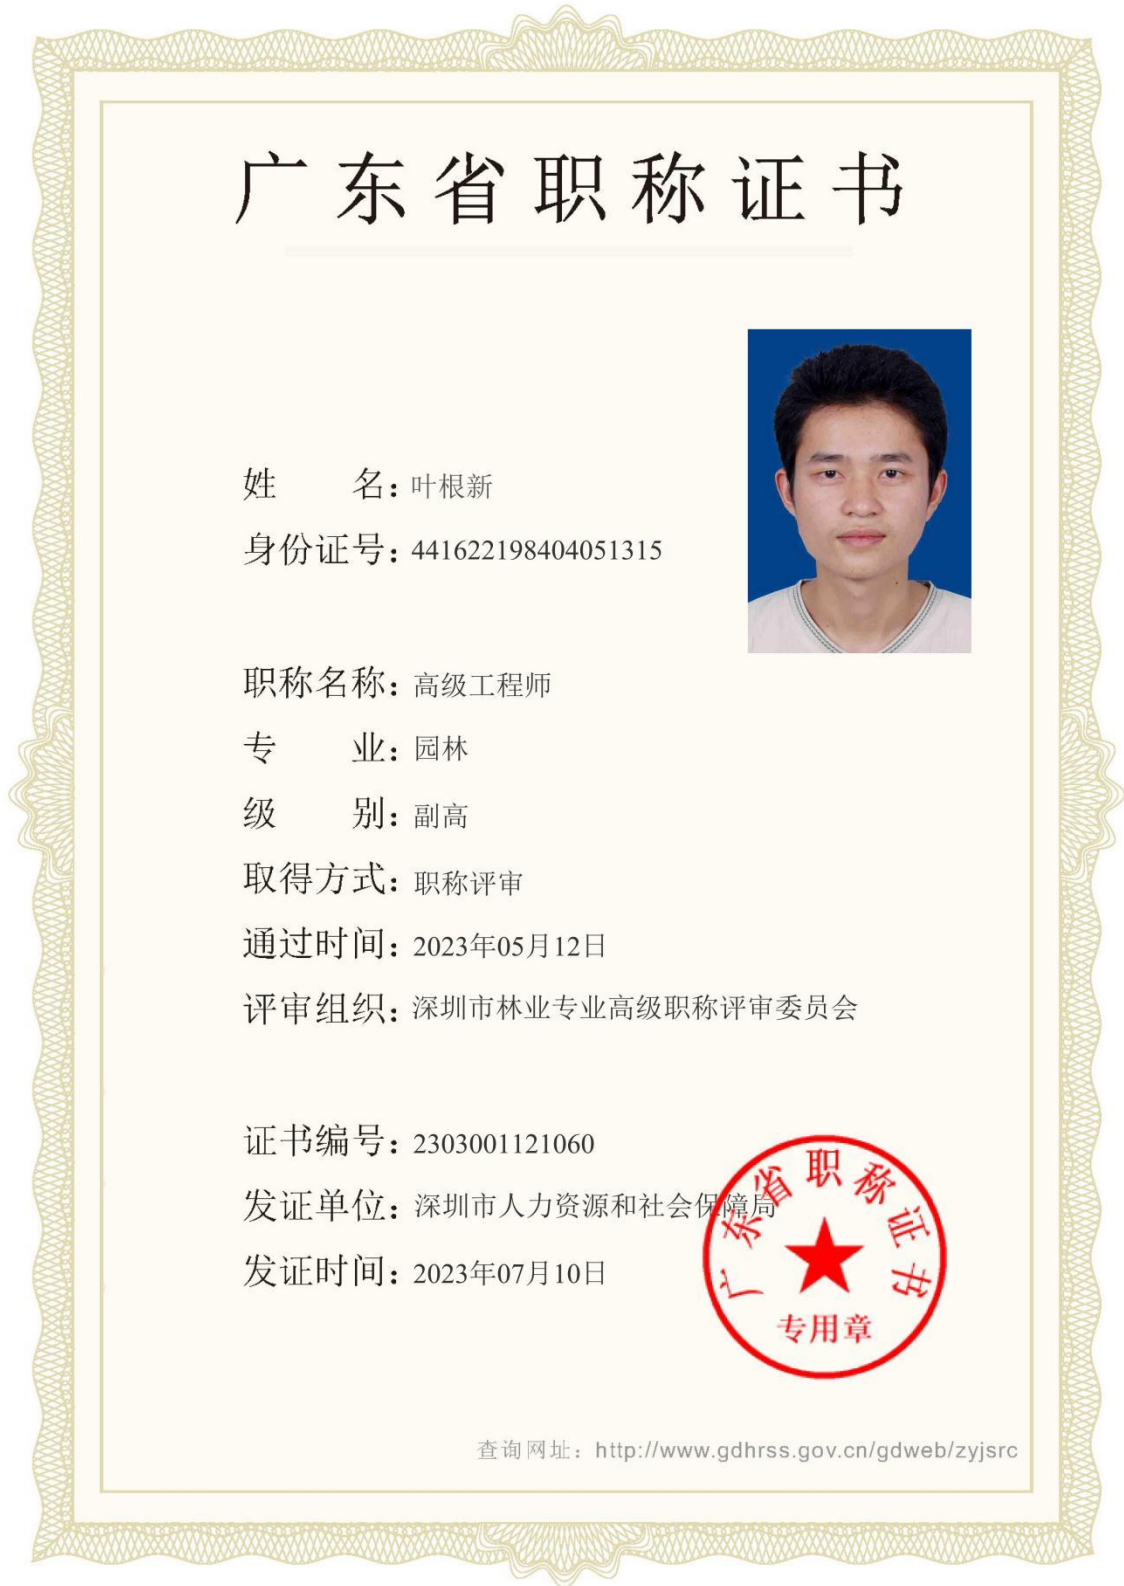 广东省职称证书
姓名：叶根新
身份证号：441622198404051315
职称名称：高级工程师
专业：园林
级别：副高
取得方式：职称评审
通过时间：2023年05月12日
评审组织：深圳市林业专业高级职称评审委员会
证书编号：2303001121060
发证单位：深圳市人力资源和社会保障局
发证时间：2023年07月10日
广东省职称证书
专用章
查询网址：http://www.gdhrss.gov.cn/gdweb/zyjsrc